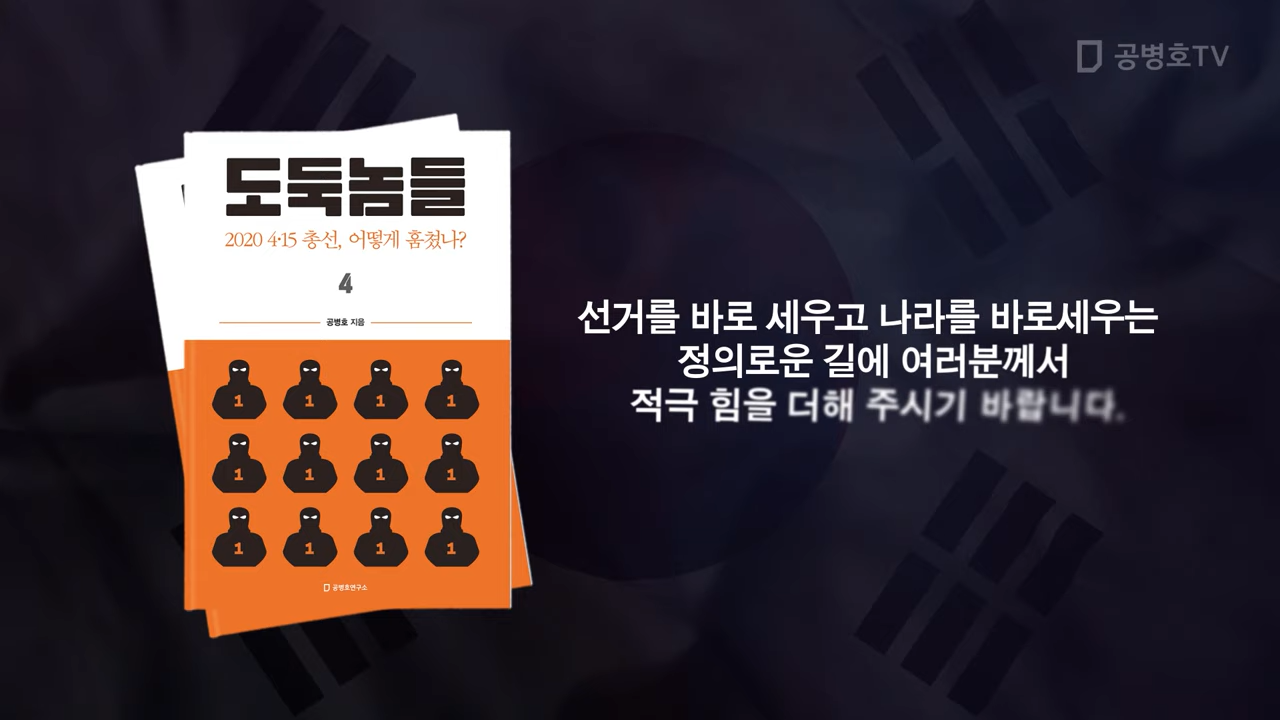 공병호TV
도둑놈들
2020 4·15 총선, 어떻게 훔쳤나?
4
공병호 지음
1 1 1 1
1 1 1 1
1 1 1 1
공병호연구소
선거를 바로 세우고 나라를 바로세우는
정의로운 길에 여러분께서
적극 힘을 더해 주시기 바랍니다.